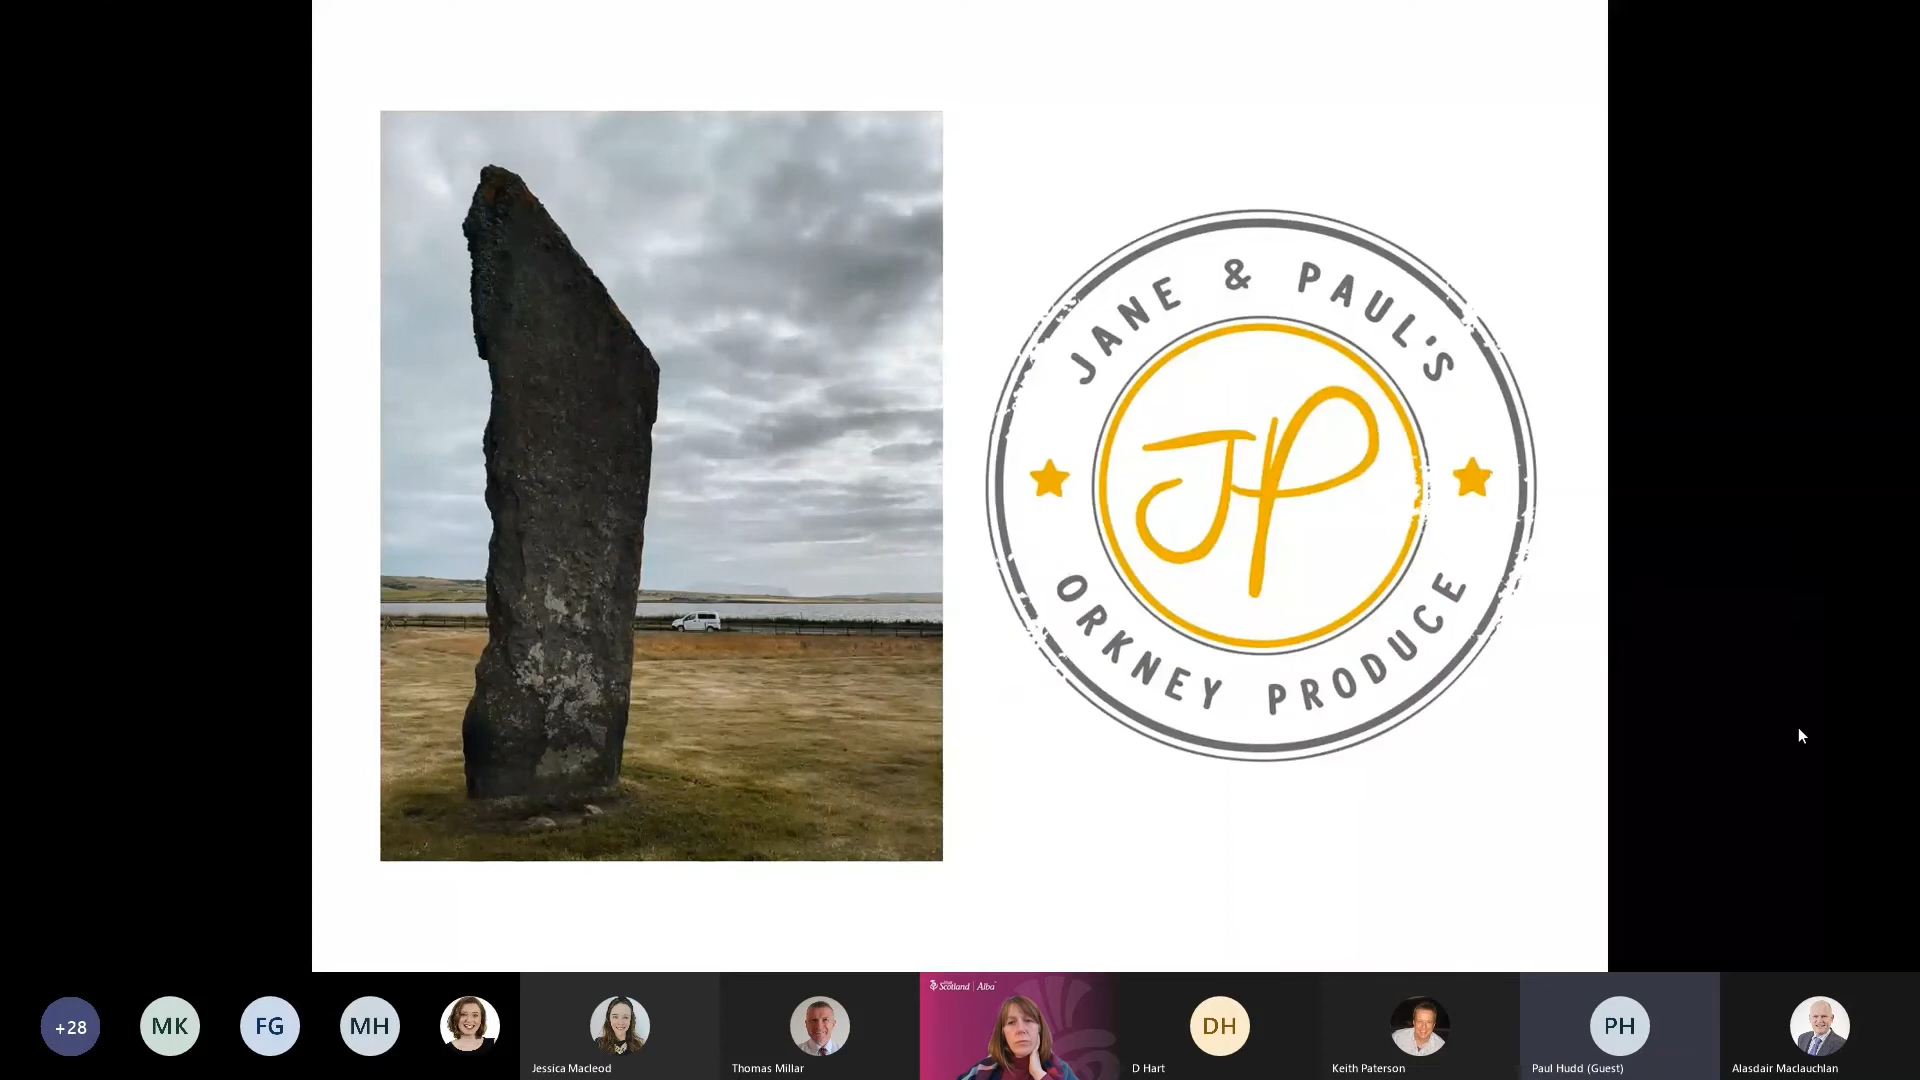 JANE & PAUL'S
JP
ORKNEY PRODUCE
Scotland | Alba
+28
MK
FG
MH
DH
PH
Jessica Macleod
Thomas Millar
D Hart
Keith Paterson
Paul Hudd (Guest)
Alasdair Maclauchlan